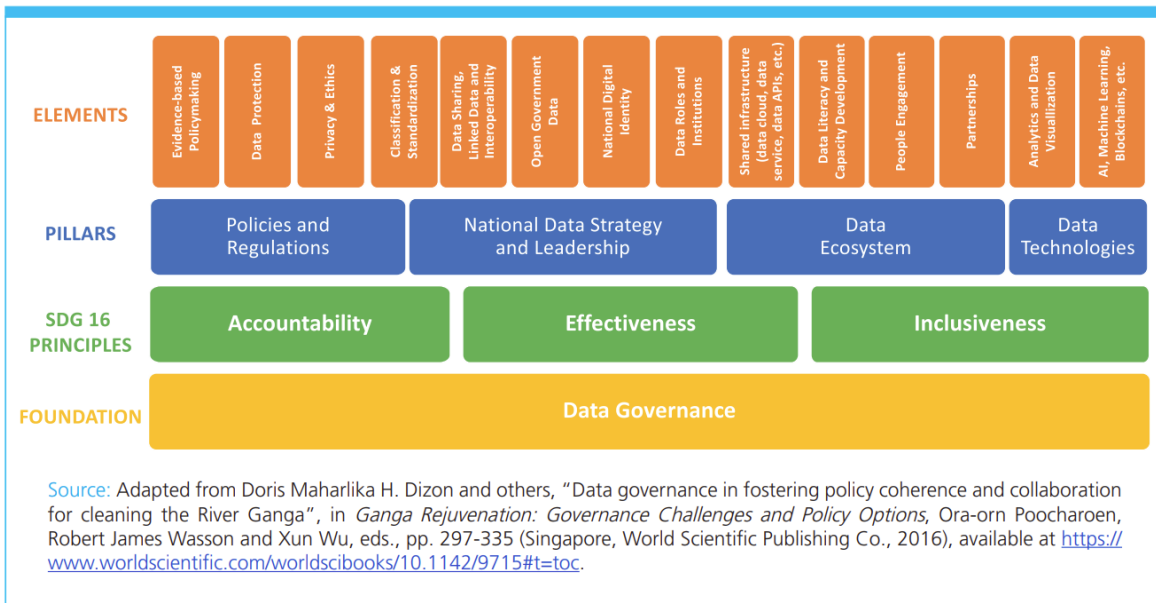 ELEMENTS
Evidence-based
Policymaking
Data Protection
Privacy & Ethics
Classification &
Standardization
Data Sharing,
Linked Data and
Interoperability
Open Government
Data
National Digital
Identity
Data Roles and
Institutions
Shared infrastructure
(data cloud, data
service, data APIs, etc.)
Data Literacy and
Capacity Development
People Engagement
Partnerships
Analytics and Data
Visuallization
AI, Machine Learning,
Blockchains, etc.
PILLARS
Policies and
Regulations
National Data Strategy
and Leadership
Data
Ecosystem
Data
Technologies
SDG 16
PRINCIPLES
Accountability
Effectiveness
Inclusiveness
FOUNDATION
Data Governance
Source: Adapted from Doris Maharlika H. Dizon and others, “Data governance in fostering policy coherence and collaboration
for cleaning the River Ganga”, in Ganga Rejuvenation: Governance Challenges and Policy Options, Ora-orn Poocharoen,
Robert James Wasson and Xun Wu, eds., pp. 297-335 (Singapore, World Scientific Publishing Co., 2016), available at https://
www.worldscientific.com/worldscibooks/10.1142/9715#t=toc.